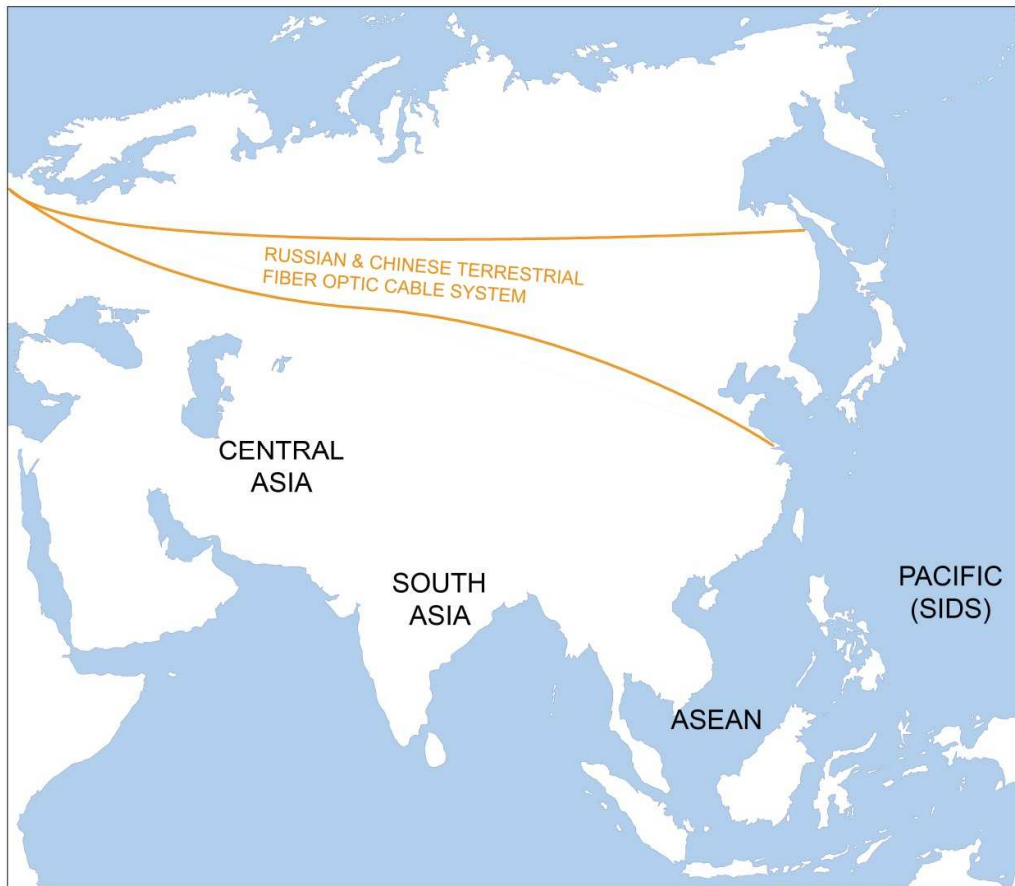 RUSSIAN & CHINESE TERRESTRIAL
FIBER OPTIC CABLE SYSTEM
CENTRAL
ASIA
SOUTH
ASIA
PACIFIC
(SIDS)
ASEAN